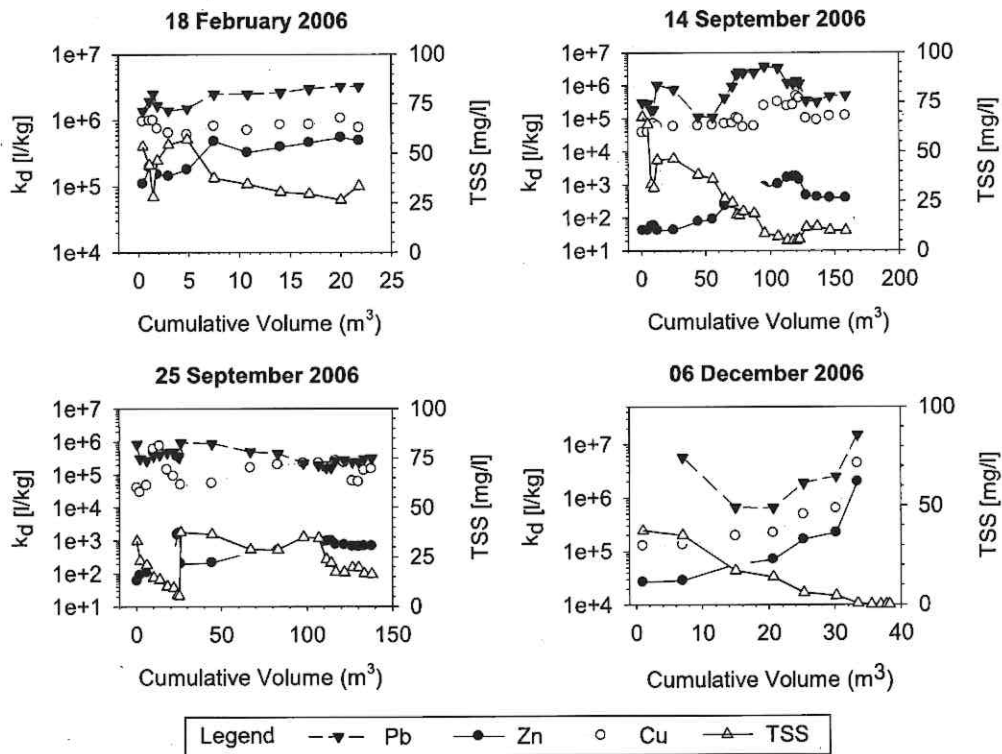 18 February 2006
14 September 2006
1e+7
1e+6
1e+5
1e+4
kd [l/kg]
100
75
50
25
0
TSS [mg/l]
0 5 10 15 20 25
Cumulative Volume (m³)
1e+7
1e+6
1e+5
1e+4
1e+3
1e+2
1e+1
kd [l/kg]
100
75
50
25
0
TSS [mg/l]
0 50 100 150 200
Cumulative Volume (m³)
25 September 2006
06 December 2006
1e+7
1e+6
1e+5
1e+4
1e+3
1e+2
1e+1
kd [l/kg]
100
75
50
25
0
TSS [mg/l]
0 50 100 150
Cumulative Volume (m³)
1e+7
1e+6
1e+5
1e+4
kd [l/kg]
100
50
0
TSS [mg/l]
0 10 20 30 40
Cumulative Volume (m³)
Legend Pb Zn Cu TSS